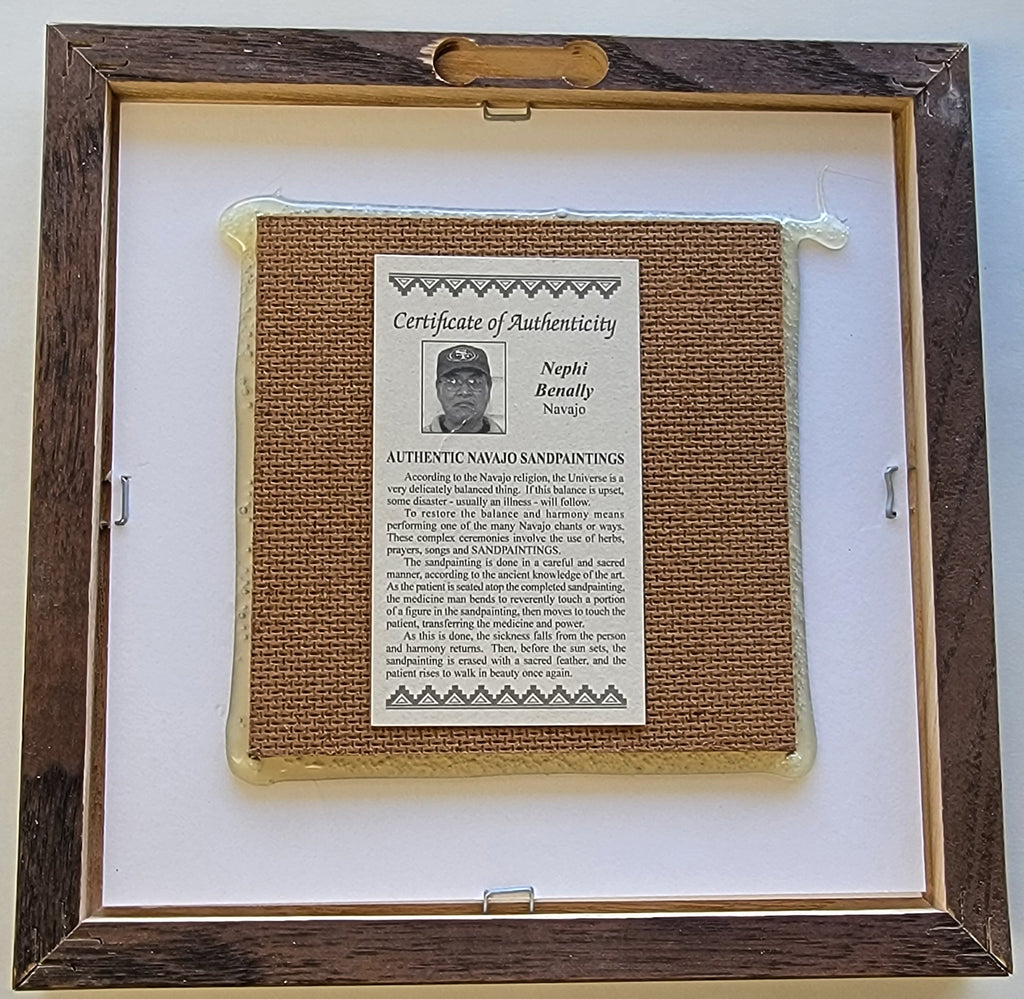 Certificate of Authenticity
Nephi
Benally
Navajo
AUTHENTIC NAVAJO SANDPAINTINGS
According to the Navajo religion, the Universe is a
very delicately balanced thing. If this balance is upset,
some disaster - usually an illness - will follow.
To restore the balance and harmony means
performing one of the many Navajo chants or ways.
These complex ceremonies involve the use of herbs,
prayers, songs and SANDPAINTINGS.
The sandpainting is done in a careful and sacred
manner, according to the ancient knowledge of the art.
As the patient is seated atop the completed sandpainting,
the medicine man bends to reverently touch a portion
of a figure in the sandpainting, then moves to touch the
patient, transferring the medicine and power.
As this is done, the sickness falls from the person
and harmony returns. Then, before the sun sets, the
sandpainting is erased with a sacred feather, and the
patient rises to walk in beauty once again.